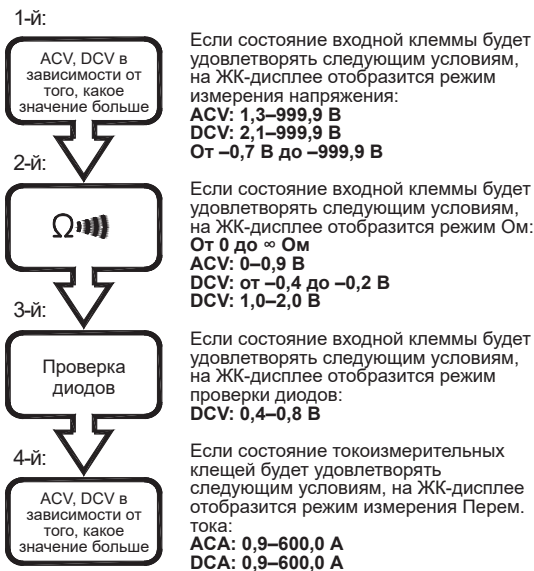 1-й:
ACV, DCV в
зависимости от
того, какое
значение больше
Если состояние входной клеммы будет
удовлетворять следующим условиям,
на ЖК-дисплее отобразится режим
измерения напряжения:
ACV: 1,3–999,9 В
DCV: 2,1–999,9 В
От –0,7 В до –999,9 В
2-й:
Ω
Если состояние входной клеммы будет
удовлетворять следующим условиям,
на ЖК-дисплее отобразится режим Ом:
От 0 до ∞ Ом
ACV: 0–0,9 В
DCV: от –0,4 до –0,2 В
DCV: 1,0–2,0 В
3-й:
Проверка
диодов
Если состояние входной клеммы будет
удовлетворять следующим условиям,
на ЖК-дисплее отобразится режим
проверки диодов:
DCV: 0,4–0,8 В
4-й:
ACV, DCV в
зависимости от
того, какое
значение больше
Если состояние токоизмерительных
клещей будет удовлетворять
следующим условиям, на ЖК-дисплее
отобразится режим измерения Перем.
тока:
ACA: 0,9–600,0 A
DCA: 0,9–600,0 A